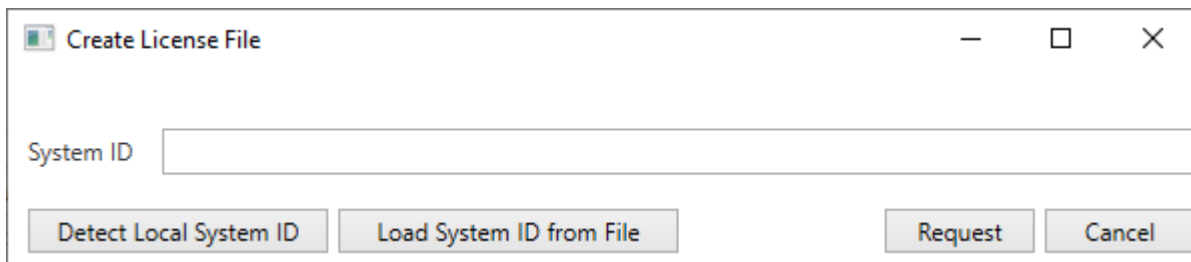 Create License File
System ID
Detect Local System ID Load System ID from File Request Cancel